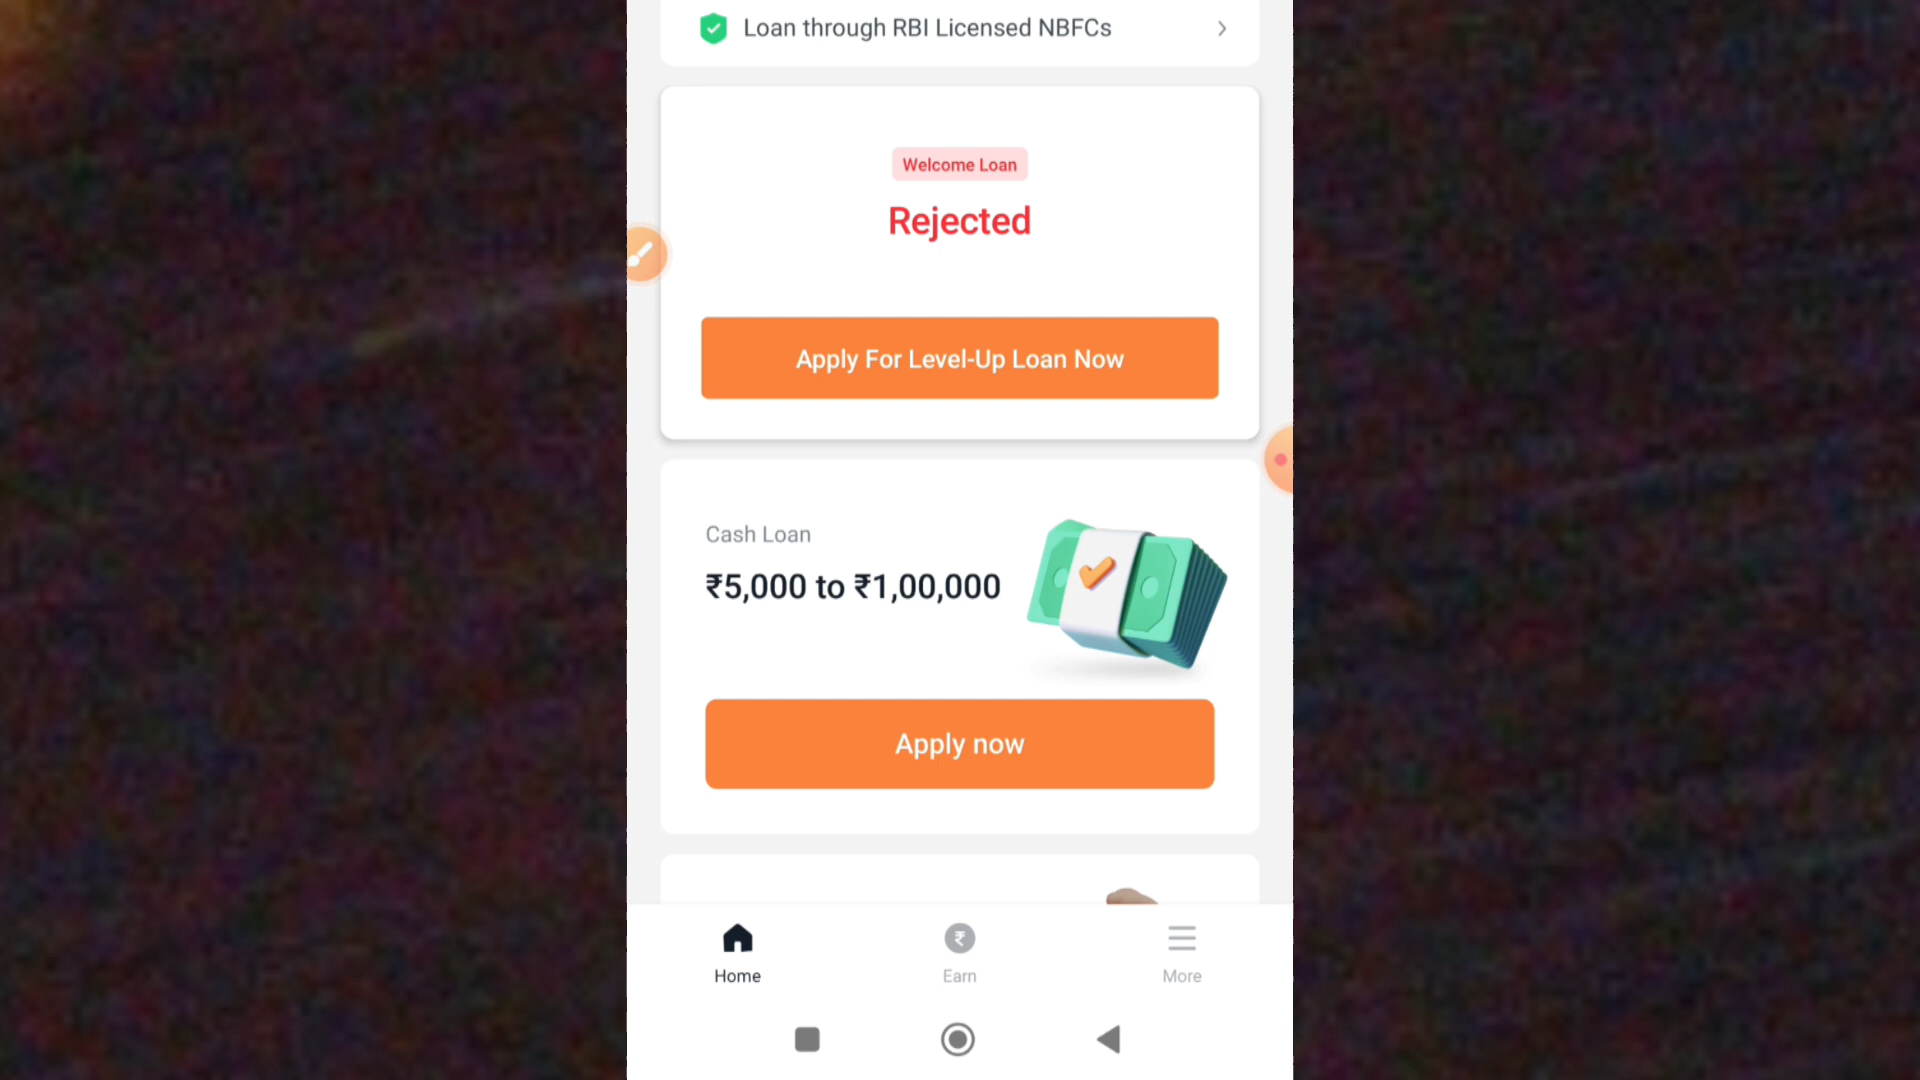 Loan through RBI Licensed NBFCs
Welcome Loan
Rejected
Apply For Level-Up Loan Now
Cash Loan
₹5,000 to ₹1,00,000
Apply now
₹
Home
Earn
More